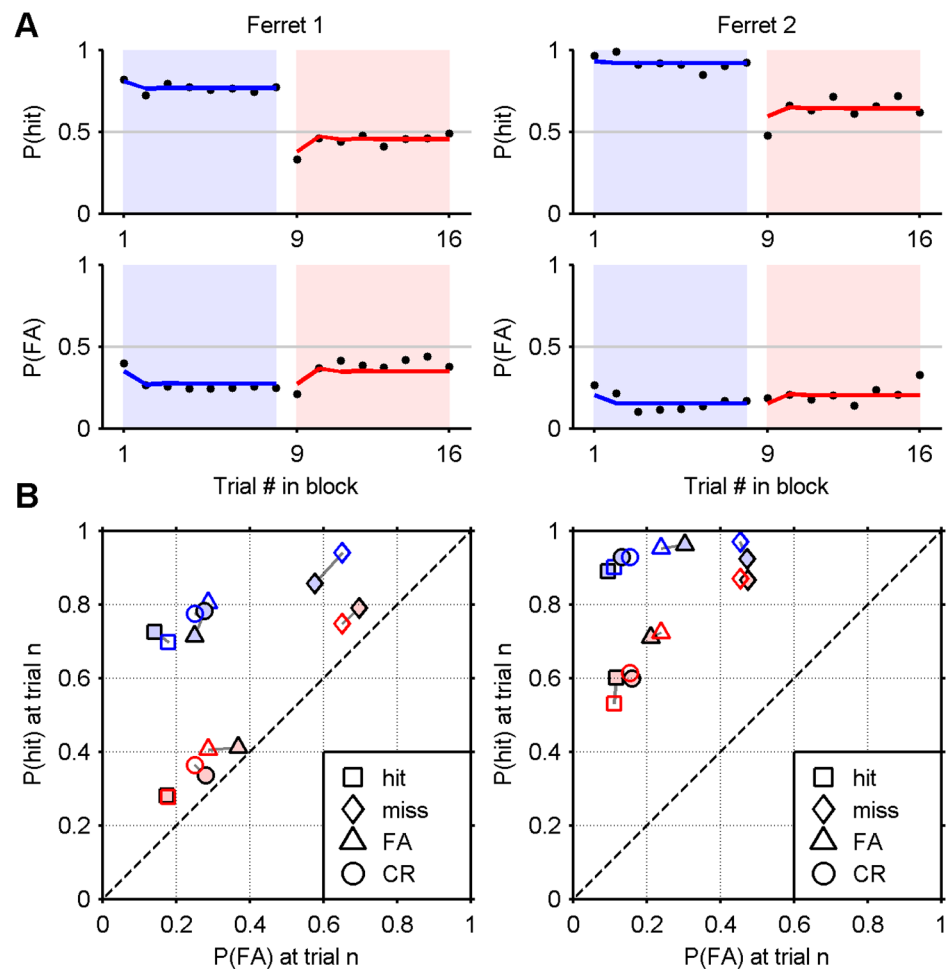 A
Ferret 1
Ferret 2
P(hit)
1
0.5
0
1
9
16
P(hit)
1
0.5
0
1
9
16
P(FA)
1
0.5
0
1
9
16
Trial # in block
P(FA)
1
0.5
0
1
9
16
Trial # in block
B
P(hit) at trial n
1
0.8
0.6
0.4
0.2
0
0 0.2 0.4 0.6 0.8 1
P(FA) at trial n
hit
miss
FA
CR
P(hit) at trial n
1
0.8
0.6
0.4
0.2
0
0 0.2 0.4 0.6 0.8 1
P(FA) at trial n
hit
miss
FA
CR